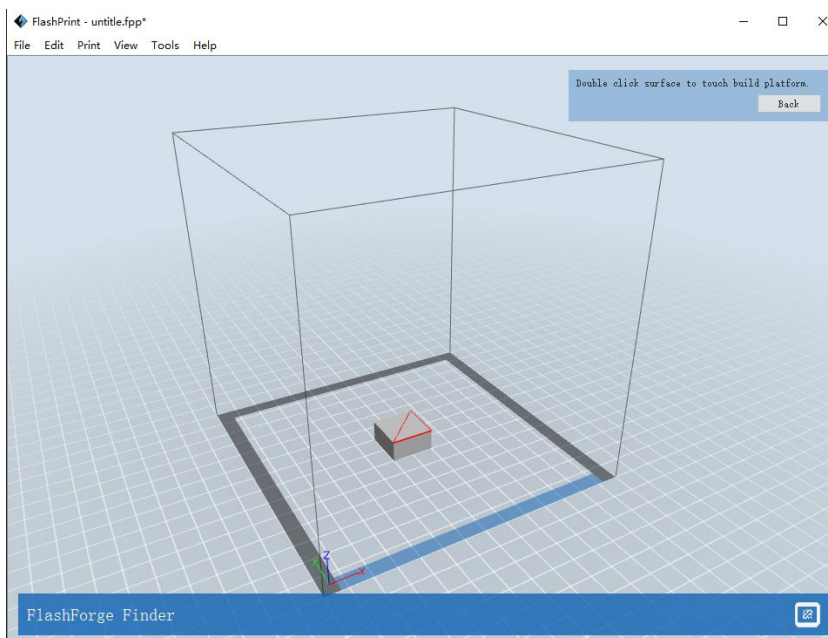 FlashPrint - untitle.fpp*
File Edit Print View Tools Help
Double click surface to touch build platform.
Back
Z
Y
X
FlashForge Finder